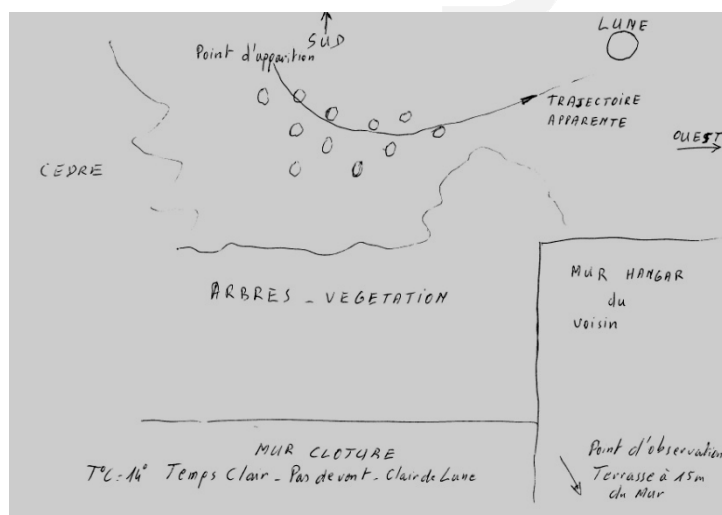 LUNE
SUD
Point d'apparition
TRAJECTOIRE
APPARENTE
OUEST
CEDRE
ARBRES - VEGETATION
MUR HANGAR
du
Voisin
MUR CLOTURE
T°C=14° Temps Clair - Pas de vent - Clair de Lune
Point d'observation
Terrasse à 15m
du Mur